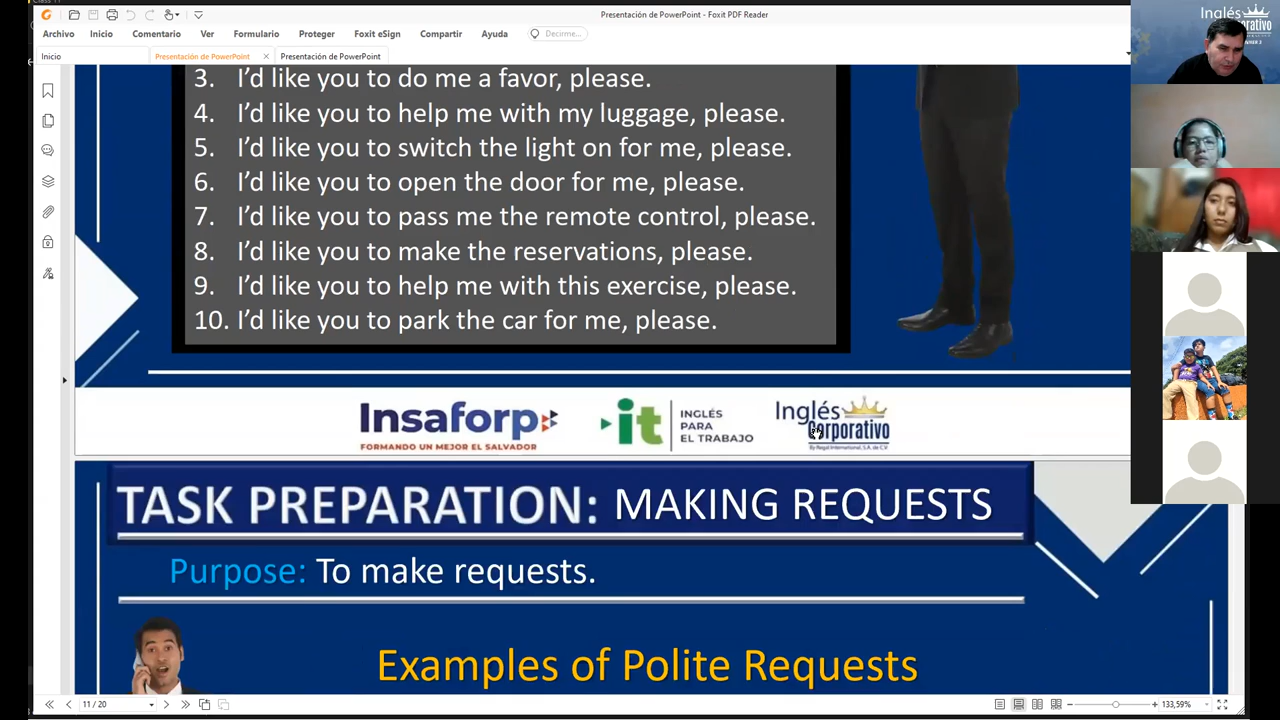 Presentación de PowerPoint - Foxit PDF Reader
Archivo Inicio Comentario Ver Formulario Proteger Foxit eSign Compartir Ayuda Decirme...
Inicio Presentación de PowerPoint × Presentación de PowerPoint
3. I'd like you to do me a favor, please.
4. I'd like you to help me with my luggage, please.
5. I'd like you to switch the light on for me, please.
6. I'd like you to open the door for me, please.
7. I'd like you to pass me the remote control, please.
8. I'd like you to make the reservations, please.
9. I'd like you to help me with this exercise, please.
10. I'd like you to park the car for me, please.
Insaforp
FORMANDO UN MEJOR EL SALVADOR
it
INGLÉS
PARA
EL TRABAJO
Inglés
Corporativo
By Regal International, S.A. de C.V.
TASK PREPARATION: MAKING REQUESTS
Purpose: To make requests.
Examples of Polite Requests
11 / 20
133,59%
Inglés